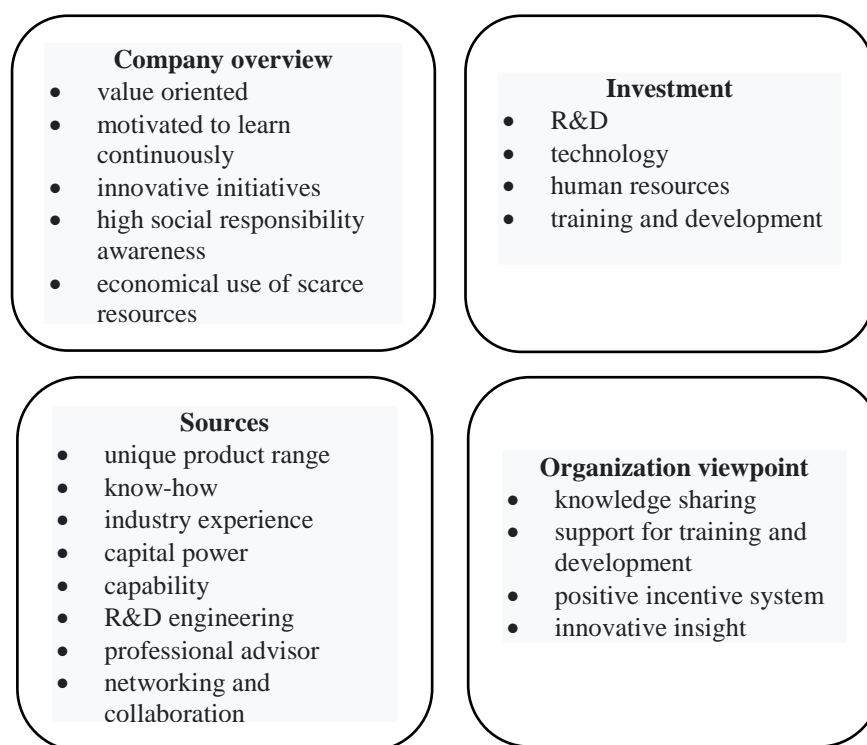 Company overview
• value oriented
• motivated to learn
continuously
• innovative initiatives
• high social responsibility
awareness
• economical use of scarce
resources
Investment
• R&D
• technology
• human resources
• training and development
Sources
• unique product range
• know-how
• industry experience
• capital power
• capability
• R&D engineering
• professional advisor
• networking and
collaboration
Organization viewpoint
• knowledge sharing
• support for training and
development
• positive incentive system
• innovative insight